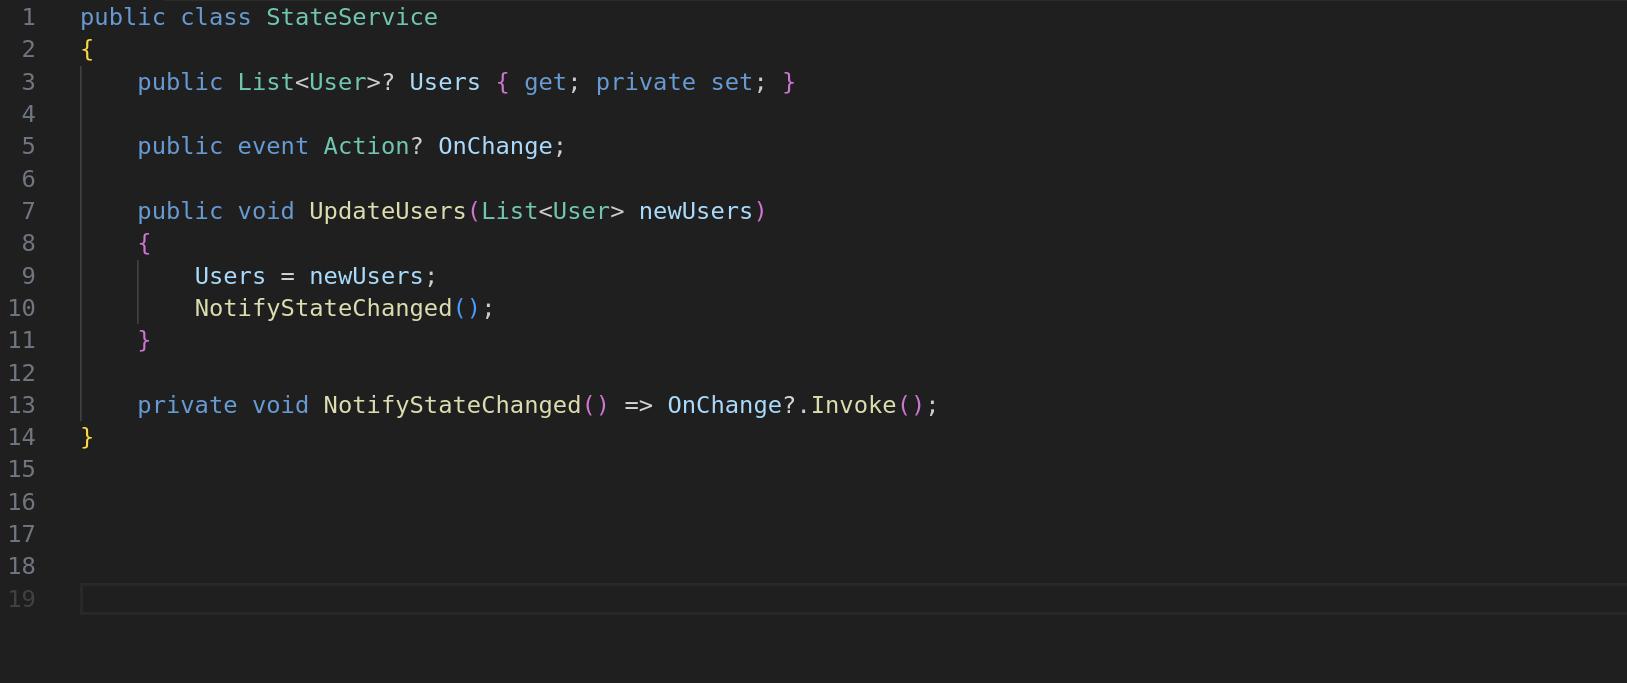 1 public class StateService
2 {
3     public List<User>? Users { get; private set; }
4
5     public event Action? OnChange;
6
7     public void UpdateUsers(List<User> newUsers)
8     {
9         Users = newUsers;
10         NotifyStateChanged();
11     }
12
13     private void NotifyStateChanged() => OnChange?.Invoke();
14 }
15
16
17
18
19